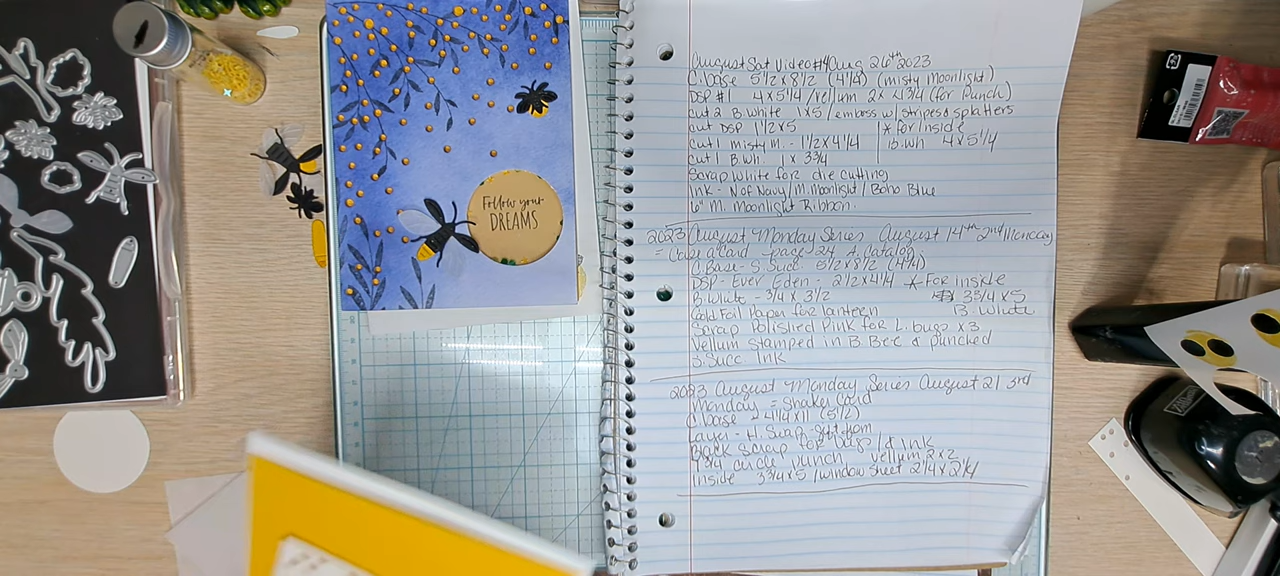 Follow your
DREAMS
August Sat Video #4 Aug 26th 2023
C. base 5 1/2 x 8 1/2 (4 1/4) (misty moonlight)
DSP #1 4 x 5 1/4 / vellum 2 x 1 3/4 (for Punch)
cut 2 B. White 1 x 5 / emboss w/ stripes & splatters
cut DSP 1 1/2 x 5 * for inside
cut 1 misty m. - 1 1/2 x 4 1/4 B. Wh 4 x 5 1/4
cut 1 B. Wh. 1 x 3 3/4
Scrap White for die cutting
Ink - N. of Navy / M. Moonlight / Boho Blue
6" M. Moonlight Ribbon.
2023 August Monday Series August 14th 2nd Monday
= Case a Card - page 24 A. Catalog
C. Base - S. Succ. 5 1/2 x 8 1/2 (4 1/4)
DSP - Ever Eden - 2 1/2 x 4 1/4 * For inside
B. White - 3/4 x 3 1/2 3 3/4 x 5
Gold Foil Paper for lantern B. White
Scrap Polished Pink for L. bugs x 3
Vellum Stamped in B. Bee & punched
S. Succ. Ink
2023 August Monday Series August 21 3rd
Monday = Shaker Card
C. base = 4 1/4 x 11 (5 1/2)
Layer - H.
Black Scrap for bugs / & ink
1 3/4 circle punch vellum 2 x 2
Inside 3 3/4 x 5 / window sheet 2 1/4 x 2 1/4